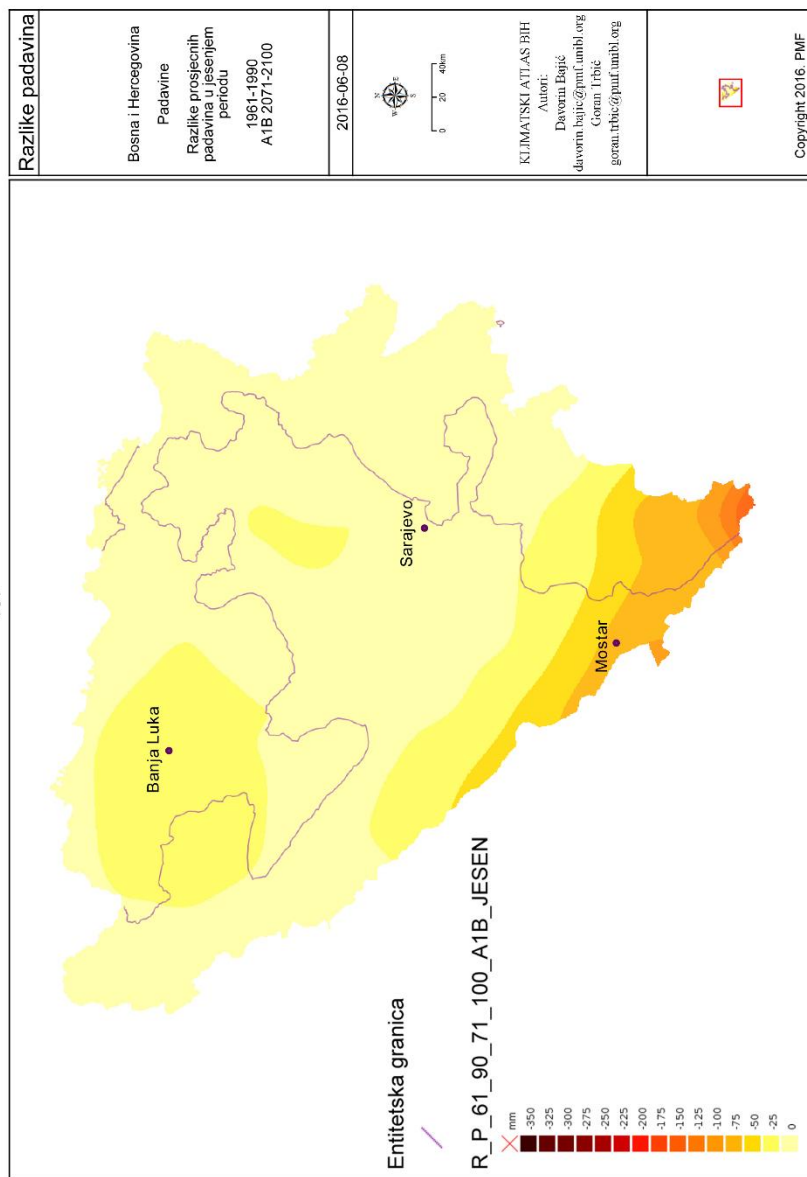 Razlike padavina
Bosna i Hercegovina
Padavine
Razlike prosjecnih
padavina u jesenjem
periodu
1961-1990
A1B 2071-2100
2016-06-08
N
W E
S
0 20 40km
KLIMATSKI ATLAS BIH
Autori:
Davorin Bajić
davorin.bajic@pmf.unibl.org
Goran Trbić
goran.trbic@pmf.unibl.org
Copyright 2016. PMF
Banja Luka
Sarajevo
Mostar
Entitetska granica
R_P_61_90_71_100_A1B_JESEN
mm
-350
-325
-300
-275
-250
-225
-200
-175
-150
-125
-100
-75
-50
-25
0